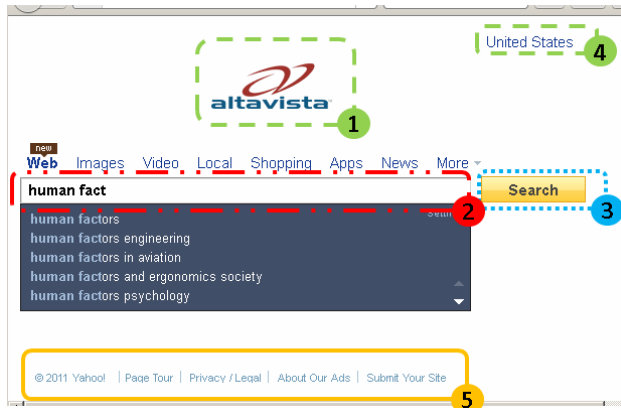 United States
4
altavista
1
new
Web Images Video Local Shopping Apps News More
human fact
Search
2
3
human factors
human factors engineering
human factors in aviation
human factors and ergonomics society
human factors psychology
© 2011 Yahoo! | Page Tour | Privacy / Legal | About Our Ads | Submit Your Site
5